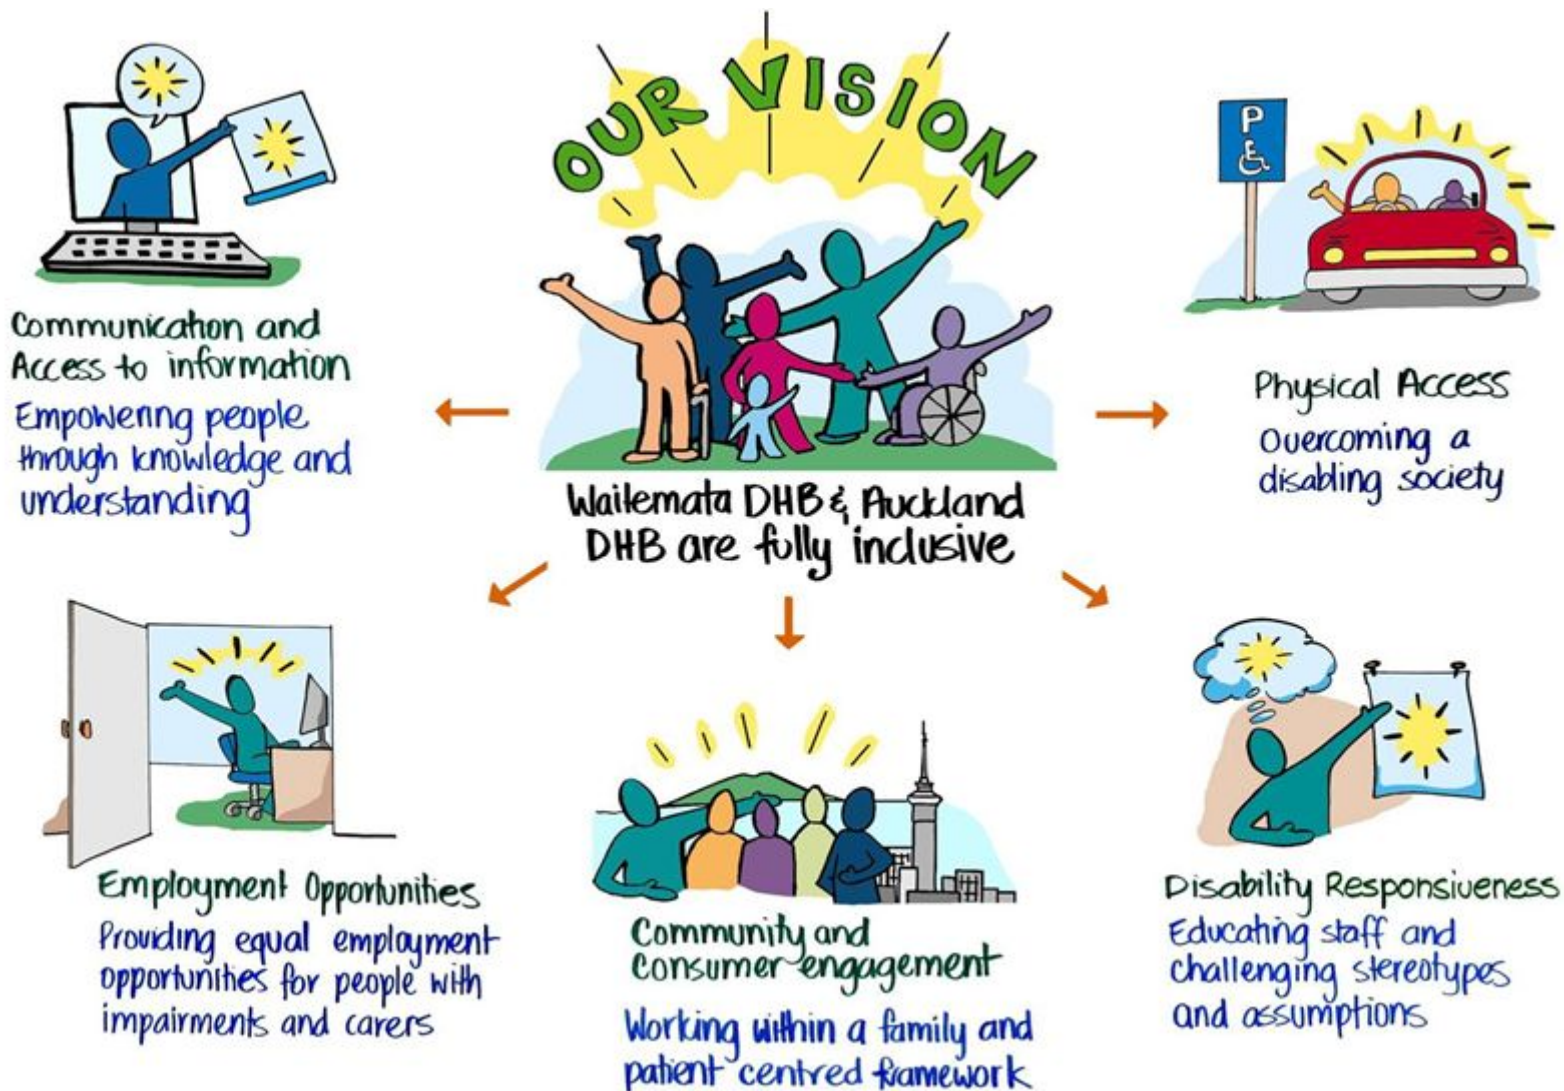 OUR VISION
Waitemata DHB & Auckland
DHB are fully inclusive
Communication and
Access to information
Empowering people
through knowledge and
understanding
P
Physical Access
Overcoming a
disabling society
Employment Opportunities
Providing equal employment
opportunities for people with
impairments and carers
Community and
Consumer engagement
Working within a family and
patient centred framework
Disability Responsiveness
Educating staff and
challenging stereotypes
and assumptions